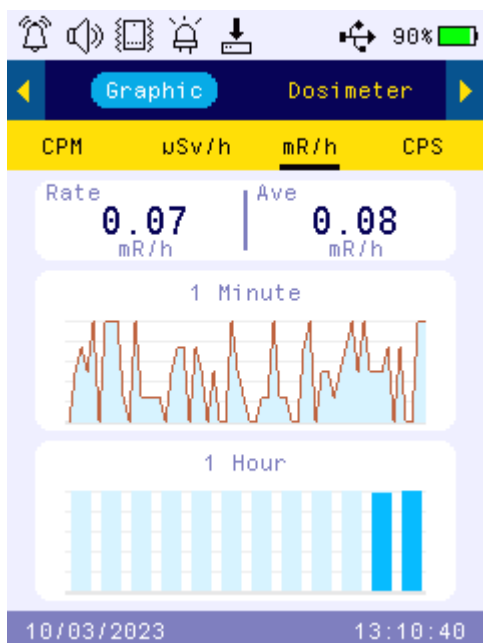 90%
Graphic Dosimeter
CPM µSv/h mR/h CPS
Rate Ave
0.07 0.08
mR/h mR/h
1 Minute
1 Hour
10/03/2023 13:10:40